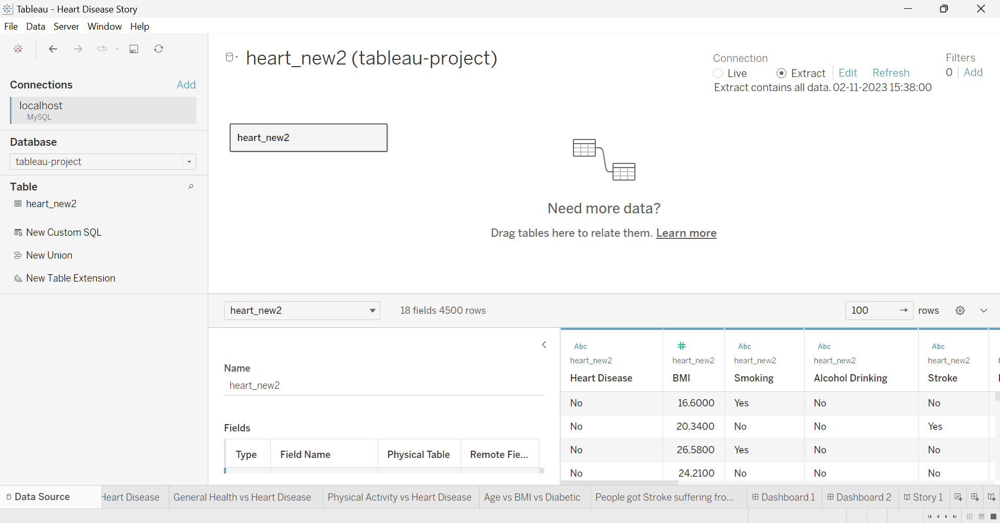 Tableau - Heart Disease Story
File Data Server Window Help
Connections Add
localhost
MySQL
Database
tableau-project
Table
heart_new2
New Custom SQL
New Union
New Table Extension
heart_new2 (tableau-project)
Connection
Live Extract Edit Refresh
Extract contains all data. 02-11-2023 15:38:00
Filters
0 Add
heart_new2
Need more data?
Drag tables here to relate them. Learn more
heart_new2 18 fields 4500 rows 100 → rows
Name
heart_new2
Fields
Type Field Name Physical Table Remote Fie...
Abc # Abc Abc Abc
heart_new2 heart_new2 heart_new2 heart_new2 heart_new2
Heart Disease BMI Smoking Alcohol Drinking Stroke
No 16.6000 Yes No No
No 20.3400 No No Yes
No 26.5800 Yes No No
No 24.2100 No No No
Data Source Heart Disease General Health vs Heart Disease Physical Activity vs Heart Disease Age vs BMI vs Diabetic People got Stroke suffering fro... Dashboard 1 Dashboard 2 Story 1